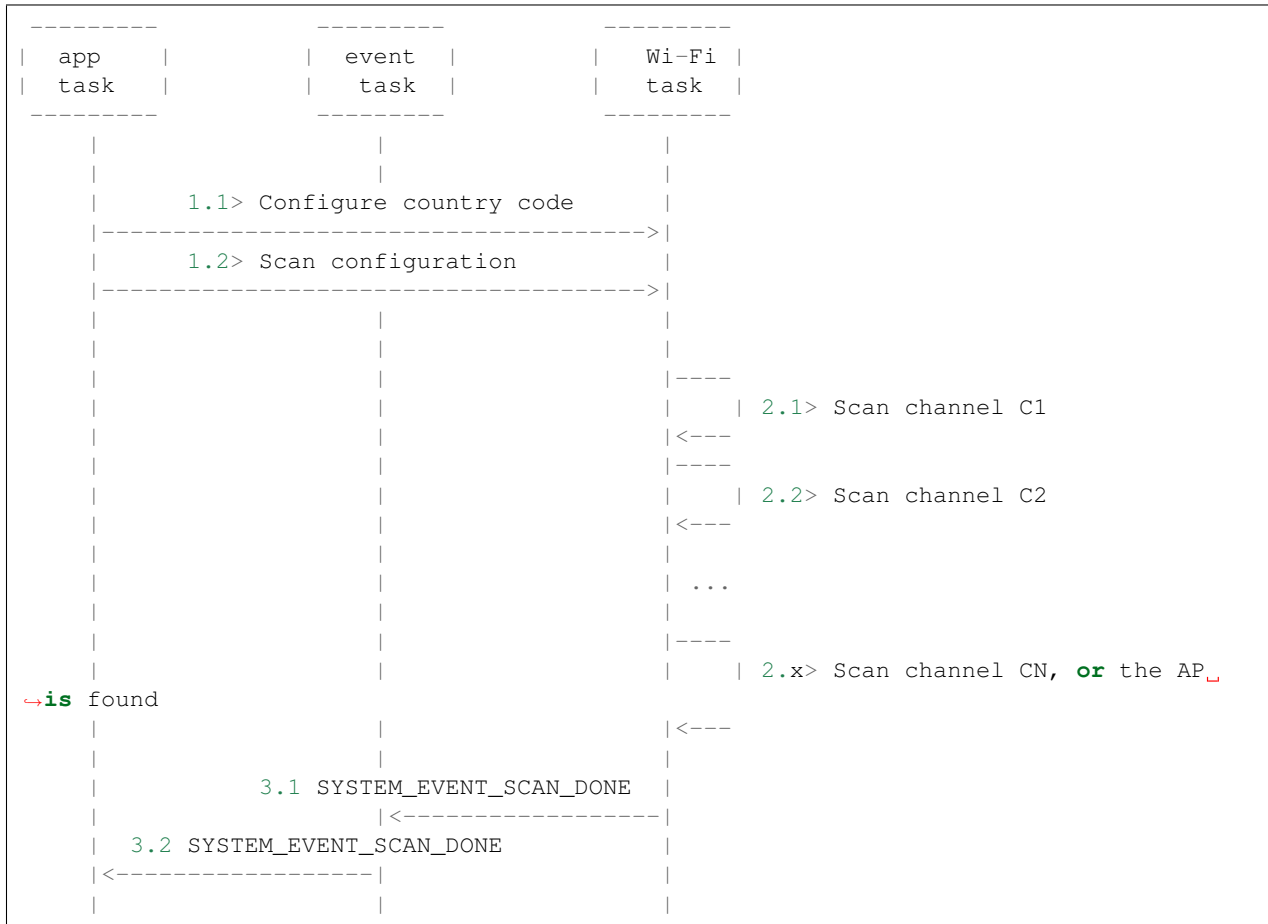 ---------           ---------           ---------
|  app    |         |  event  |         |   Wi-Fi |
|  task   |         |   task  |         |   task  |
 ---------           ---------           ---------
     |                   |                   |
     |                   |                   |
     |      1.1> Configure country code      |
     |-------------------------------------->|
     |      1.2> Scan configuration          |
     |-------------------------------------->|
     |                   |                   |
     |                   |                   |
     |                   |                   |----
     |                   |                   |    | 2.1> Scan channel C1
     |                   |                   |<---
     |                   |                   |----
     |                   |                   |    | 2.2> Scan channel C2
     |                   |                   |<---
     |                   |                   |
     |                   |                   | ...
     |                   |                   |
     |                   |                   |----
     |                   |                   |    | 2.x> Scan channel CN, or the AP␣
↪is found
     |                   |                   |<---
     |                   |                   |
     |           3.1 SYSTEM_EVENT_SCAN_DONE  |
     |                   |<------------------|
     |  3.2 SYSTEM_EVENT_SCAN_DONE           |
     |<------------------|                   |
     |                   |                   |